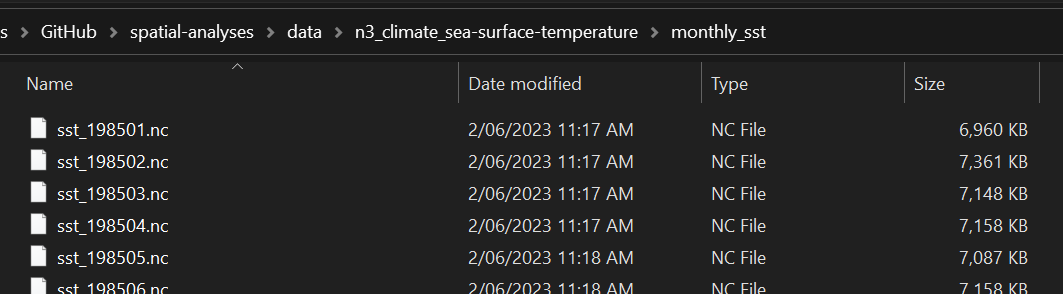 s > GitHub > spatial-analyses > data > n3_climate_sea-surface-temperature > monthly_sst
Name Date modified Type Size
sst_198501.nc 2/06/2023 11:17 AM NC File 6,960 KB
sst_198502.nc 2/06/2023 11:17 AM NC File 7,361 KB
sst_198503.nc 2/06/2023 11:17 AM NC File 7,148 KB
sst_198504.nc 2/06/2023 11:17 AM NC File 7,158 KB
sst_198505.nc 2/06/2023 11:18 AM NC File 7,087 KB
sst_198506.nc 2/06/2023 11:18 AM NC File 7,158 KB